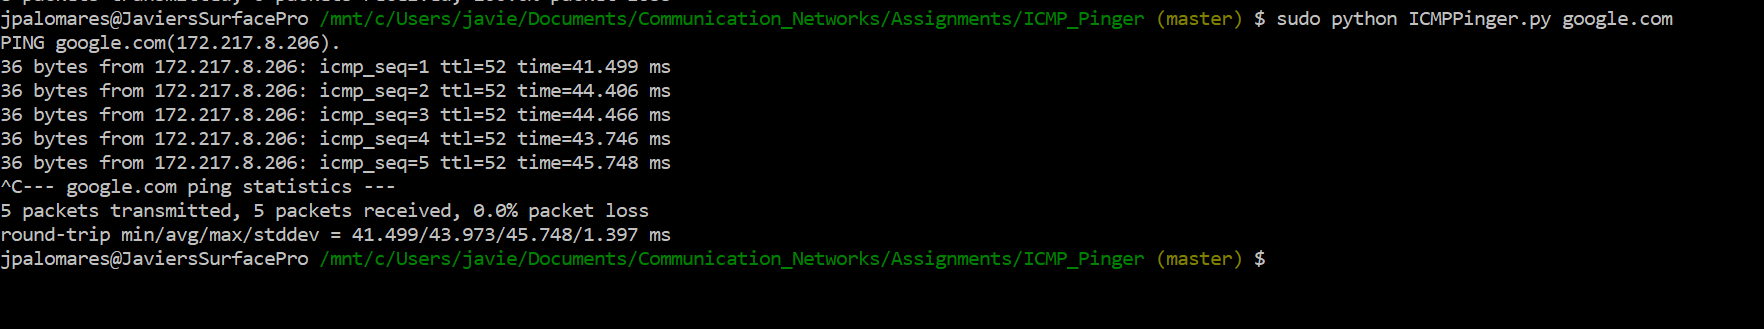 jpalomares@JaviersSurfacePro /mnt/c/Users/javie/Documents/Communication_Networks/Assignments/ICMP_Pinger (master) $ sudo python ICMPPinger.py google.com
PING google.com(172.217.8.206).
36 bytes from 172.217.8.206: icmp_seq=1 ttl=52 time=41.499 ms
36 bytes from 172.217.8.206: icmp_seq=2 ttl=52 time=44.406 ms
36 bytes from 172.217.8.206: icmp_seq=3 ttl=52 time=44.466 ms
36 bytes from 172.217.8.206: icmp_seq=4 ttl=52 time=43.746 ms
36 bytes from 172.217.8.206: icmp_seq=5 ttl=52 time=45.748 ms
^C--- google.com ping statistics ---
5 packets transmitted, 5 packets received, 0.0% packet loss
round-trip min/avg/max/stddev = 41.499/43.973/45.748/1.397 ms
jpalomares@JaviersSurfacePro /mnt/c/Users/javie/Documents/Communication_Networks/Assignments/ICMP_Pinger (master) $